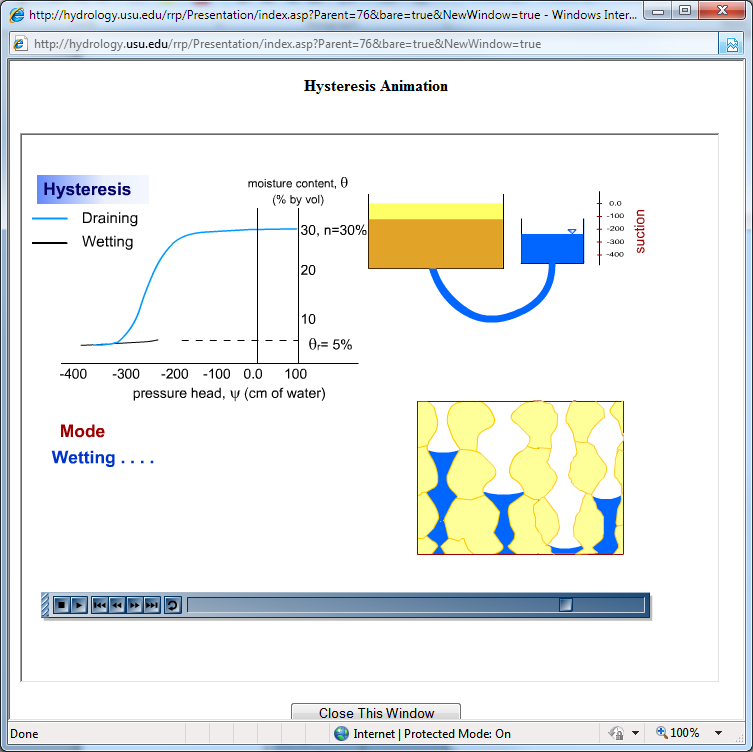 http://hydrology.usu.edu/rrp/Presentation/index.asp?Parent=76&bare=true&NewWindow=true - Windows Inter...
http://hydrology.usu.edu/rrp/Presentation/index.asp?Parent=76&bare=true&NewWindow=true
Hysteresis Animation
Hysteresis
Draining
Wetting
moisture content, θ
(% by vol)
30, n=30%
20
10
θr= 5%
-400 -300 -200 -100 0.0 100
pressure head, ψ (cm of water)
0.0
-100
-200
-300
-400
suction
Mode
Wetting . . . .
Close This Window
Done Internet | Protected Mode: On 100%